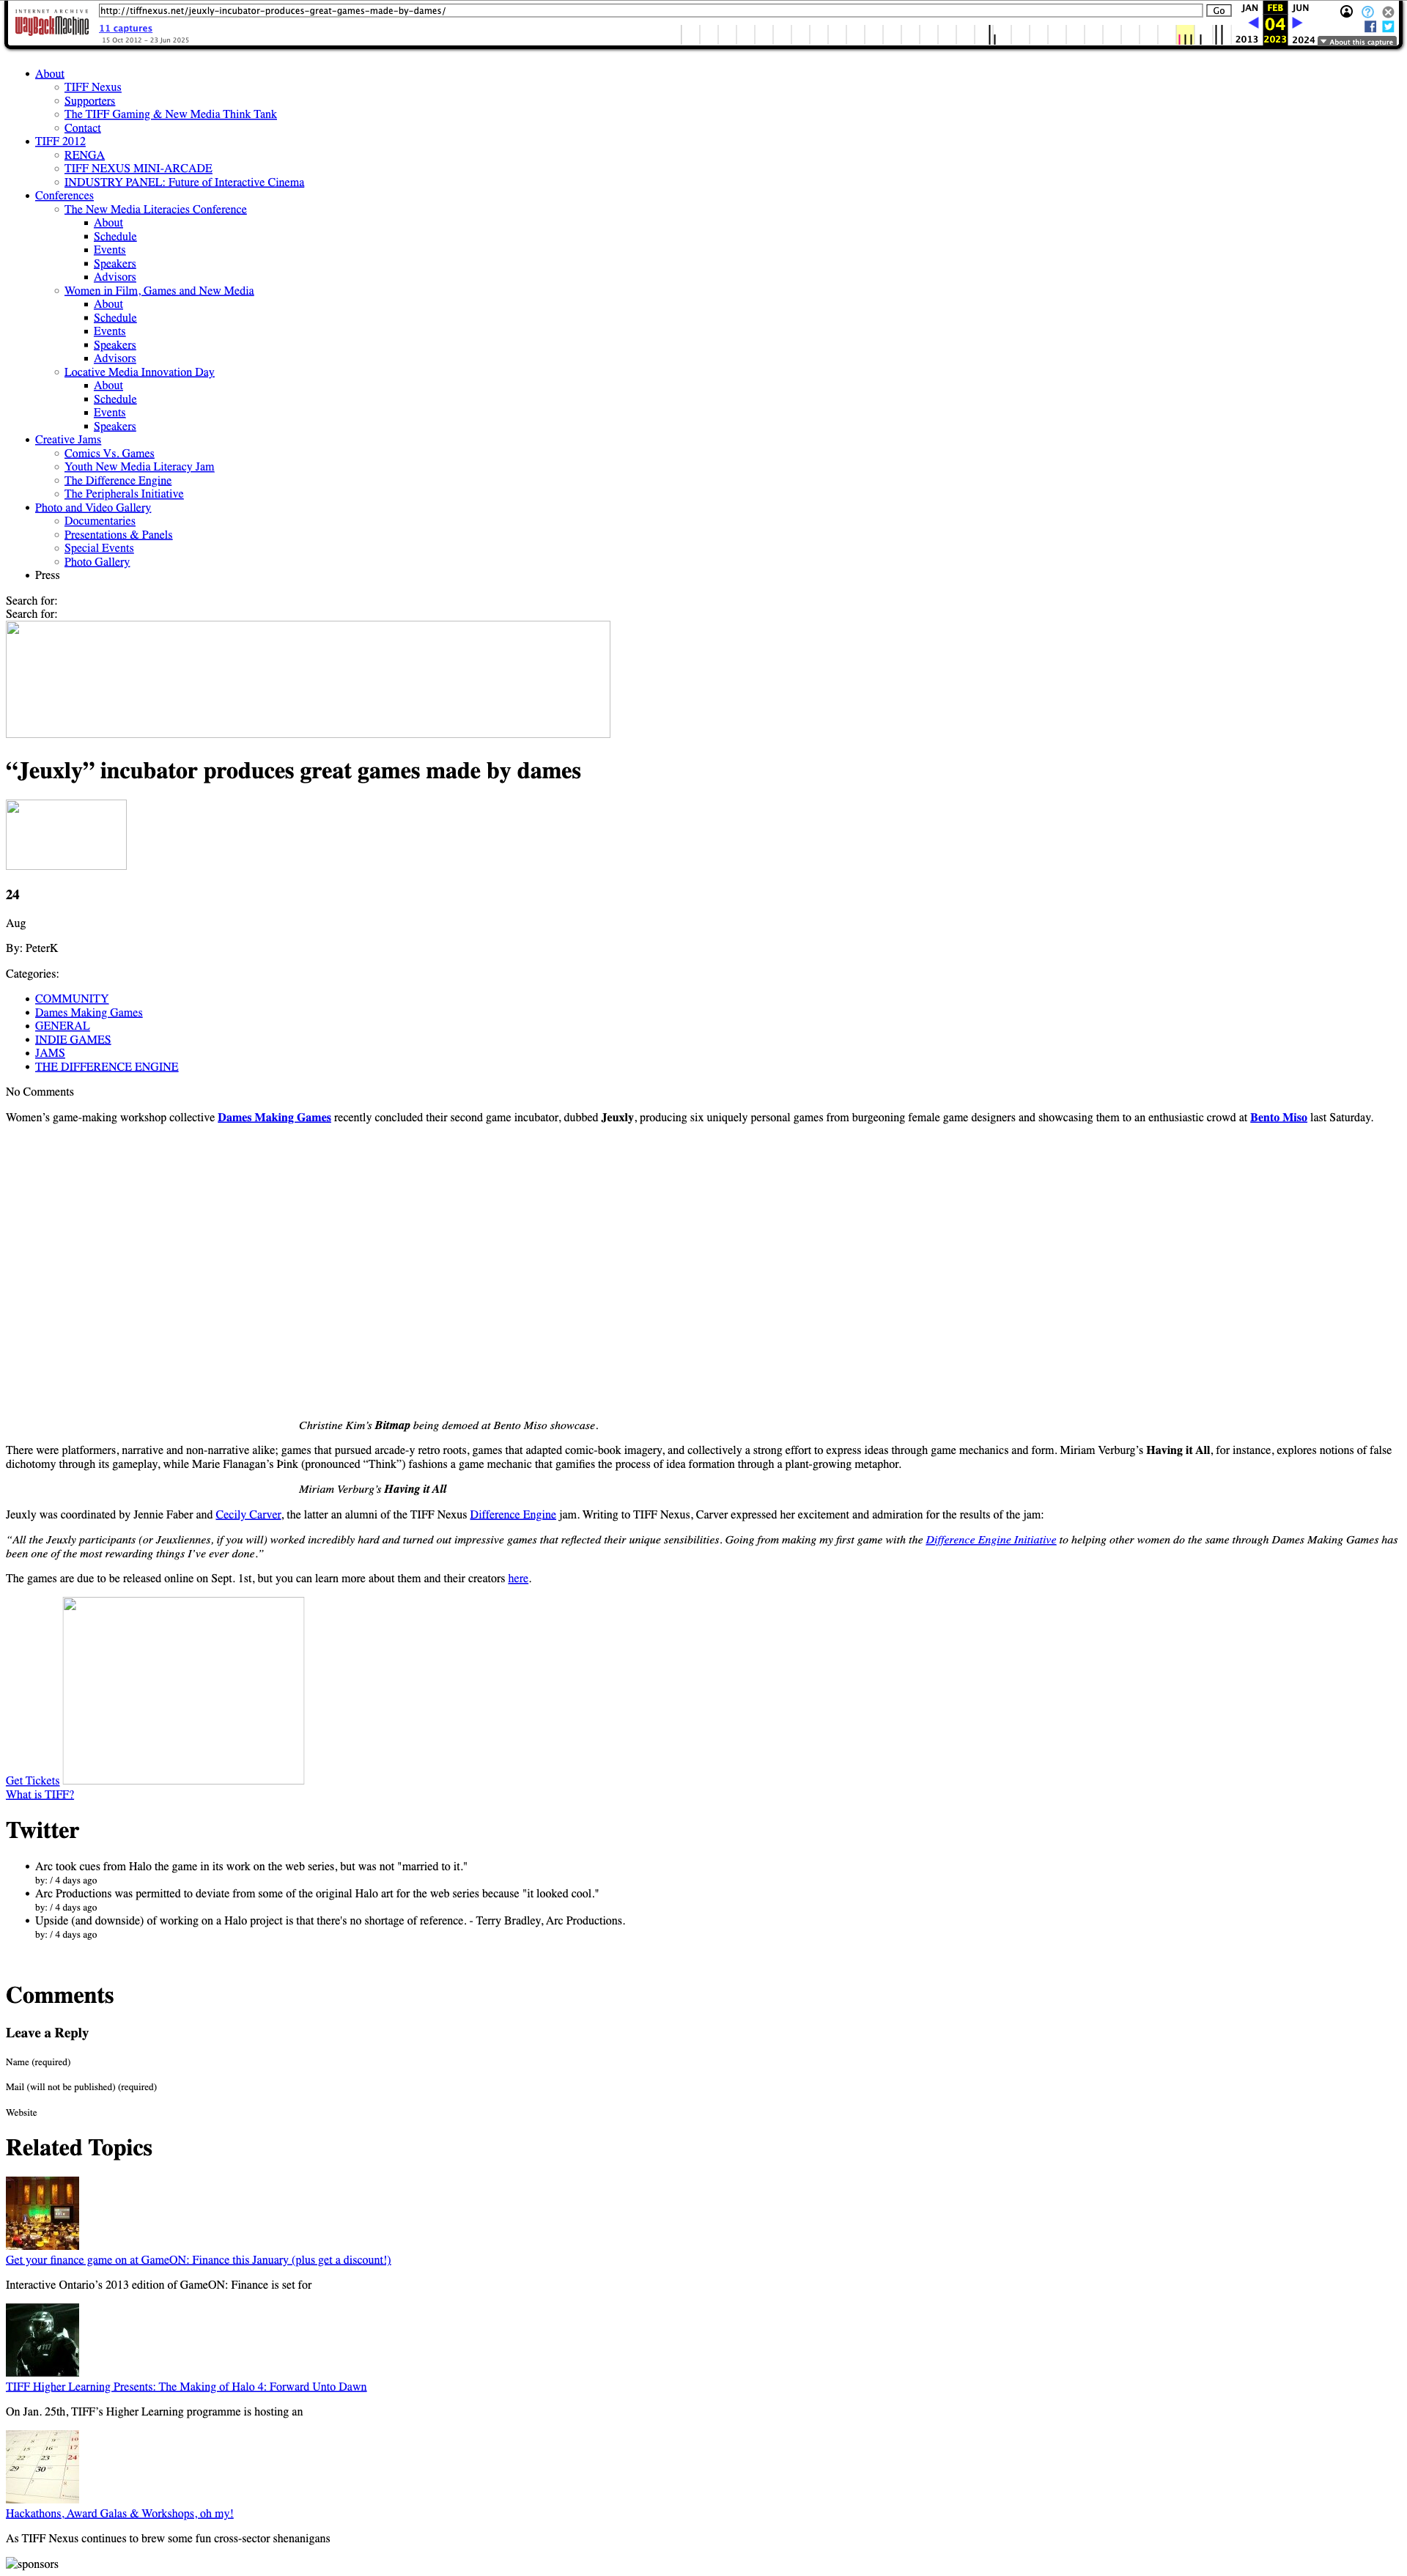 INTERNET ARCHIVE
WayBackMachine
http://tiffnexus.net/jeuxly-incubator-produces-great-games-made-by-dames/
Go
JAN FEB JUN
11 captures
04
15 Oct 2012 – 23 Jun 2025
2013 2023 2024
About this capture
About
TIFF Nexus
Supporters
The TIFF Gaming & New Media Think Tank
Contact
TIFF 2012
RENGA
TIFF NEXUS MINI-ARCADE
INDUSTRY PANEL: Future of Interactive Cinema
Conferences
The New Media Literacies Conference
About
Schedule
Events
Speakers
Advisors
Women in Film, Games and New Media
About
Schedule
Events
Speakers
Advisors
Locative Media Innovation Day
About
Schedule
Events
Speakers
Creative Jams
Comics Vs. Games
Youth New Media Literacy Jam
The Difference Engine
The Peripherals Initiative
Photo and Video Gallery
Documentaries
Presentations & Panels
Special Events
Photo Gallery
Press
Search for:
Search for:
“Jeuxly” incubator produces great games made by dames
24
Aug
By: PeterK
Categories:
COMMUNITY
Dames Making Games
GENERAL
INDIE GAMES
JAMS
THE DIFFERENCE ENGINE
No Comments
Women’s game-making workshop collective Dames Making Games recently concluded their second game incubator, dubbed Jeuxly, producing six uniquely personal games from burgeoning female game designers and showcasing them to an enthusiastic crowd at Bento Miso last Saturday.
Christine Kim’s Bitmap being demoed at Bento Miso showcase.
There were platformers, narrative and non-narrative alike; games that pursued arcade-y retro roots, games that adapted comic-book imagery, and collectively a strong effort to express ideas through game mechanics and form. Miriam Verburg’s Having it All, for instance, explores notions of false
dichotomy through its gameplay, while Marie Flanagan’s Þink (pronounced “Think”) fashions a game mechanic that gamifies the process of idea formation through a plant-growing metaphor.
Miriam Verburg’s Having it All
Jeuxly was coordinated by Jennie Faber and Cecily Carver, the latter an alumni of the TIFF Nexus Difference Engine jam. Writing to TIFF Nexus, Carver expressed her excitement and admiration for the results of the jam:
“All the Jeuxly participants (or Jeuxliennes, if you will) worked incredibly hard and turned out impressive games that reflected their unique sensibilities. Going from making my first game with the Difference Engine Initiative to helping other women do the same through Dames Making Games has
been one of the most rewarding things I’ve ever done.”
The games are due to be released online on Sept. 1st, but you can learn more about them and their creators here.
Get Tickets
What is TIFF?
Twitter
Arc took cues from Halo the game in its work on the web series, but was not "married to it."
by: / 4 days ago
Arc Productions was permitted to deviate from some of the original Halo art for the web series because "it looked cool."
by: / 4 days ago
Upside (and downside) of working on a Halo project is that there's no shortage of reference. - Terry Bradley, Arc Productions.
by: / 4 days ago
Comments
Leave a Reply
Name (required)
Mail (will not be published) (required)
Website
Related Topics
Get your finance game on at GameON: Finance this January (plus get a discount!)
Interactive Ontario’s 2013 edition of GameON: Finance is set for
TIFF Higher Learning Presents: The Making of Halo 4: Forward Unto Dawn
On Jan. 25th, TIFF’s Higher Learning programme is hosting an
Hackathons, Award Galas & Workshops, oh my!
As TIFF Nexus continues to brew some fun cross-sector shenanigans
sponsors